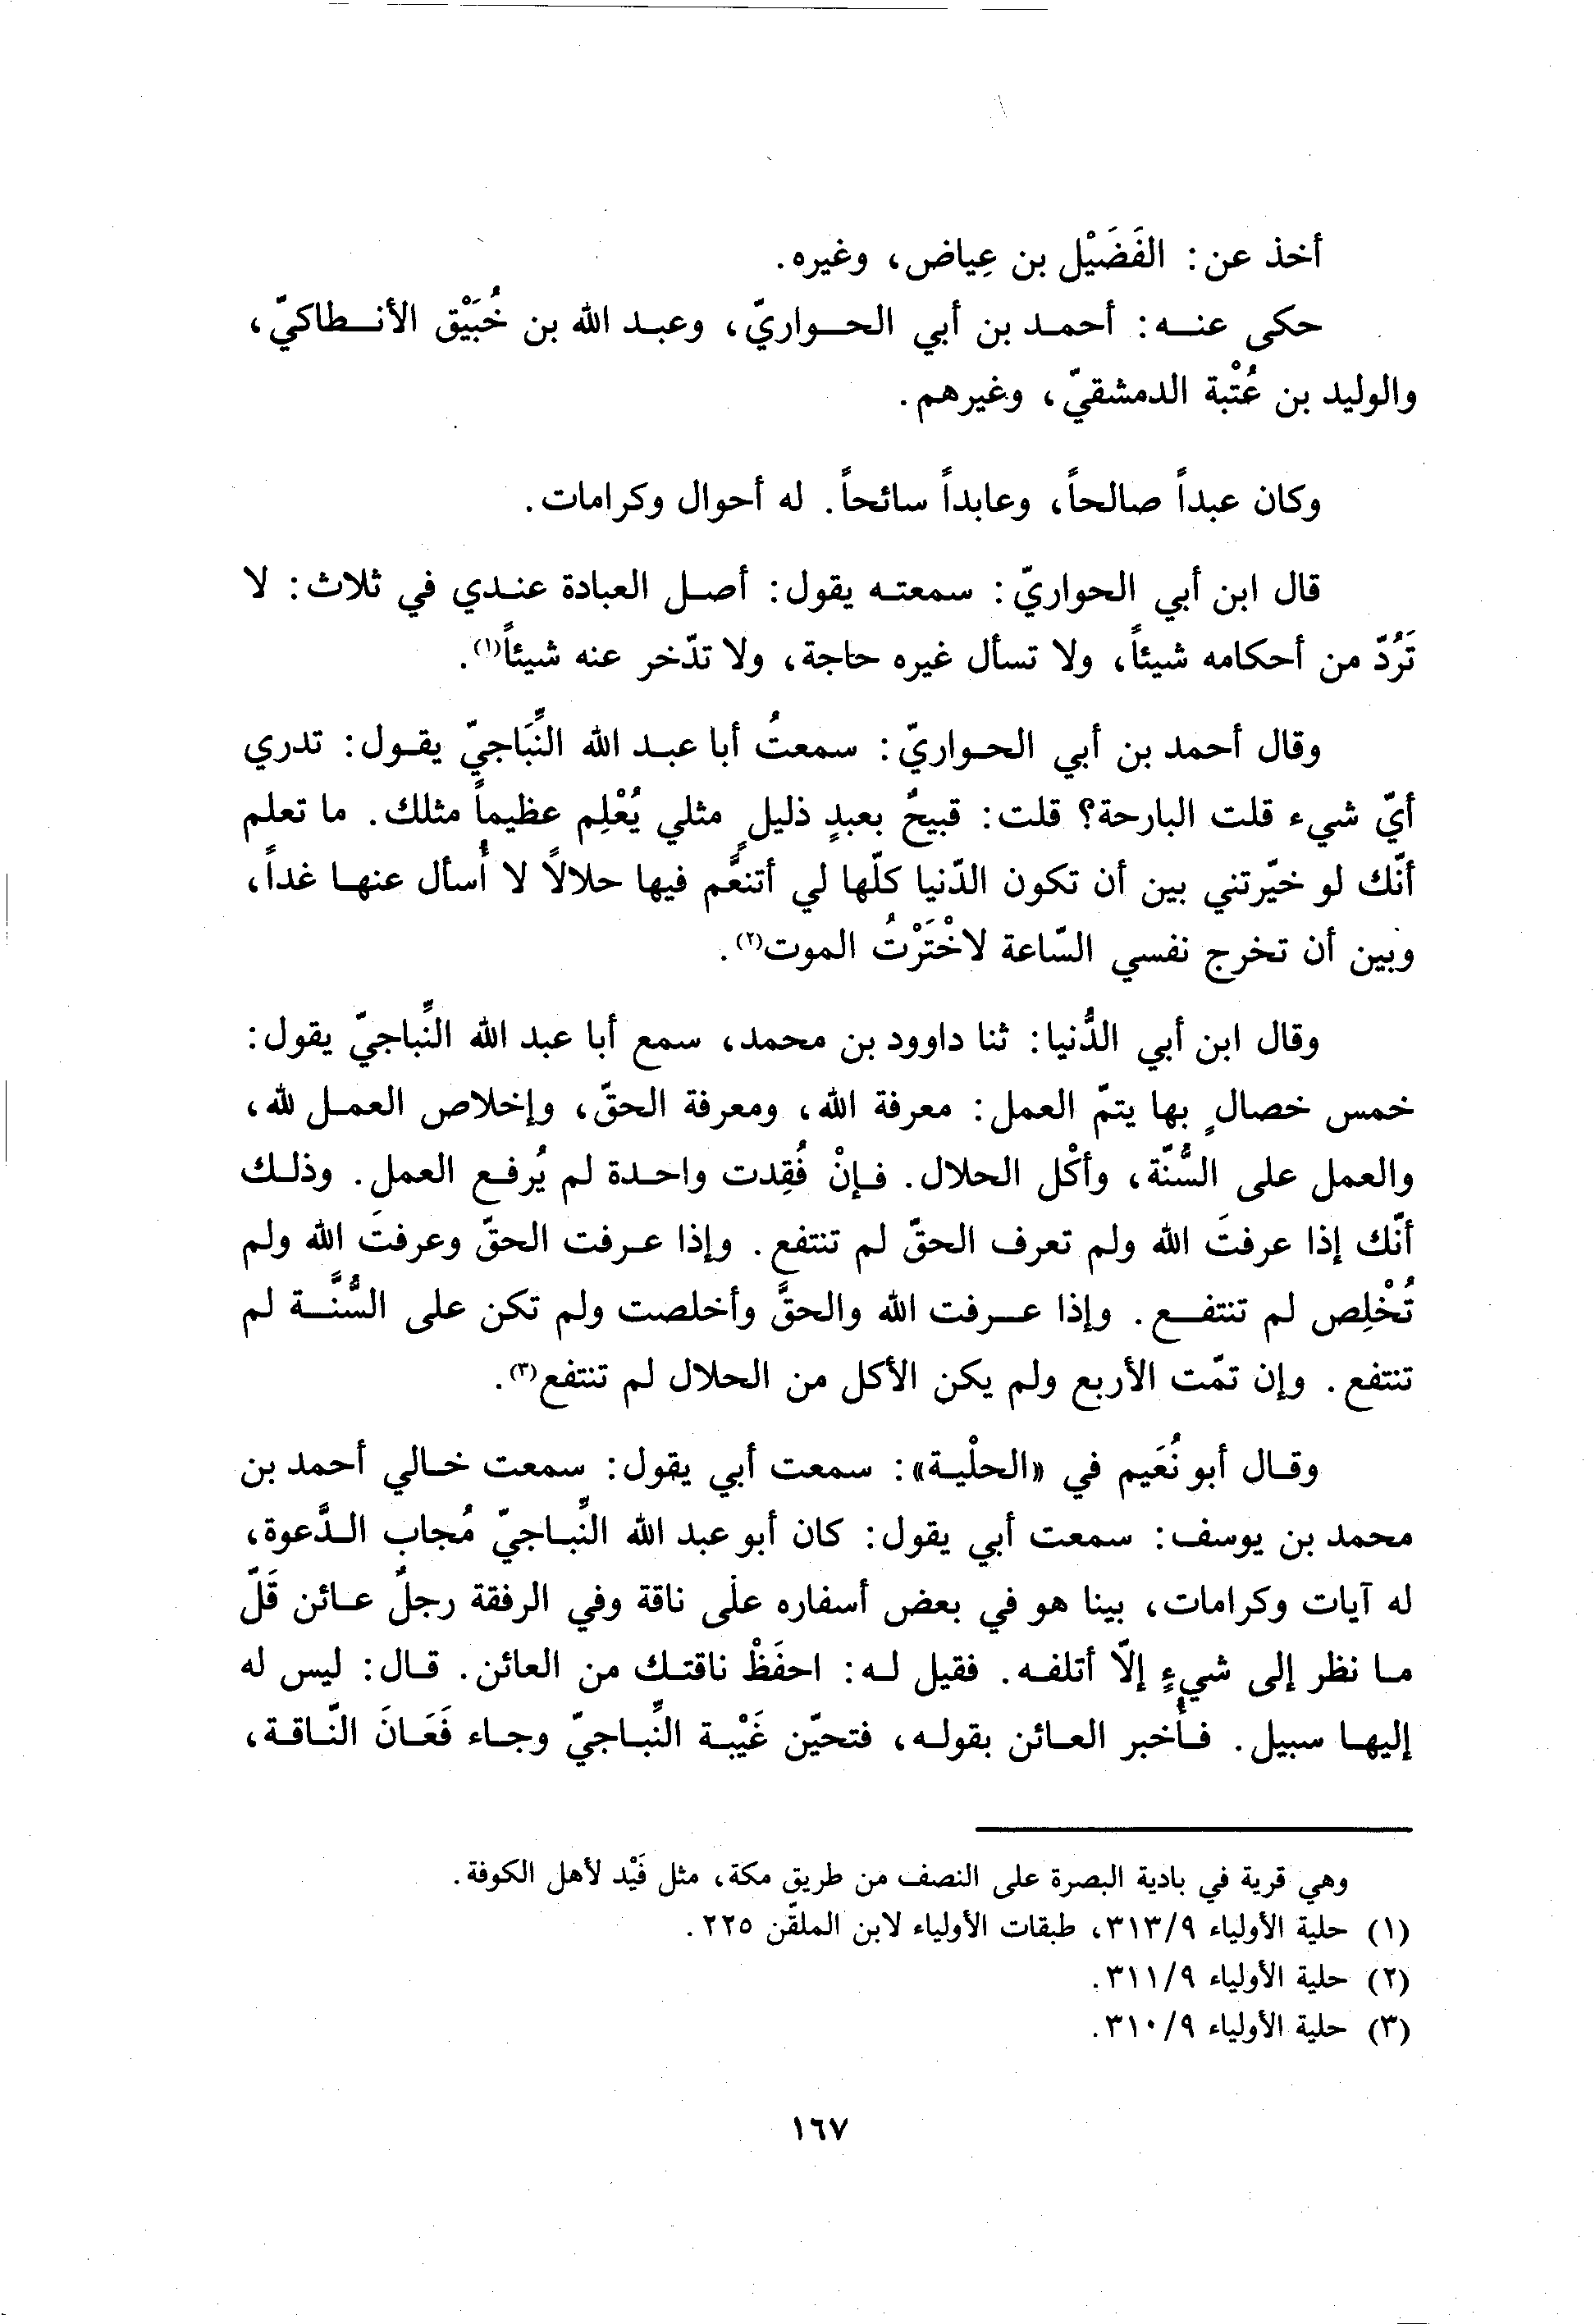 أخذ عن: الفَضَيْل بن عِياض، وغيره.
حكى عنه: أحمد بن أبي الحواريّ، وعبد الله بن خُبَيْق الأنطاكيّ،
والوليد بن عُتْبة الدمشقيّ، وغيرهم.
وكان عبداً صالحاً، وعابداً سائحاً. له أحوال وكرامات.
قال ابن أبي الحواريّ: سمعته يقول: أصل العبادة عندي في ثلاث: لا
تَرُدّ من أحكامه شيئاً، ولا تسأل غيره حاجة، ولا تدّخر عنه شيئاً(١).
وقال أحمد بن أبي الحواريّ: سمعتُ أبا عبد الله النِّبَاجيّ يقول: تدري
أيّ شيء قلت البارحة؟ قلت: قبيحٌ بعبدٍ ذليلٍ مثلي يُعْلِم عظيماً مثلك. ما تعلم
أنّك لو خيّرتني بين أن تكون الدّنيا كلّها لي أتنعَّم فيها حلالاً لا أُسأل عنها غداً،
وبين أن تخرج نفسي السّاعة لاخْتَرْتُ الموت(٢).
وقال ابن أبي الدُّنيا: ثنا داوود بن محمد، سمع أبا عبد الله النِّباجيّ يقول:
خمس خصالٍ بها يتمّ العمل: معرفة الله، ومعرفة الحقّ، وإخلاص العمل لله،
والعمل على السُّنّة، وأكْل الحلال. فإنْ فُقِدت واحدة لم يُرفع العمل. وذلك
أنّك إذا عرفتَ الله ولم تعرف الحقّ لم تنتفع. وإذا عرفت الحقّ وعرفتَ الله ولم
تُخْلِص لم تنتفع. وإذا عرفت الله والحقَّ وأخلصت ولم تكن على السُّنَّة لم
تنتفع. وإن تمّت الأربع ولم يكن الأكل من الحلال لم تنتفع(٣).
وقال أبو نُعَيم في «الحلْية»: سمعت أبي يقول: سمعت خالي أحمد بن
محمد بن يوسف: سمعت أبي يقول: كان أبو عبد الله النِّباجيّ مُجاب الدَّعوة،
له آيات وكرامات، بينا هو في بعض أسفاره على ناقة وفي الرفقة رجلٌ عائن قَلّ
ما نظر إلى شيءٍ إلّا أتلفه. فقيل له: احفَظْ ناقتك من العائن. قال: ليس له
إليها سبيل. فأُخبر العائن بقوله، فتحيّن غَيْبة النِّباجيّ وجاء فَعَانَ النّاقة،
وهي قرية في بادية البصرة على النصف من طريق مكة، مثل فَيْد لأهل الكوفة.
(١) حلية الأولياء ٣١٣/٩، طبقات الأولياء لابن الملقّن ٢٢٥.
(٢) حلية الأولياء ٣١١/٩.
(٣) حلية الأولياء ٣١٠/٩.
١٦٧